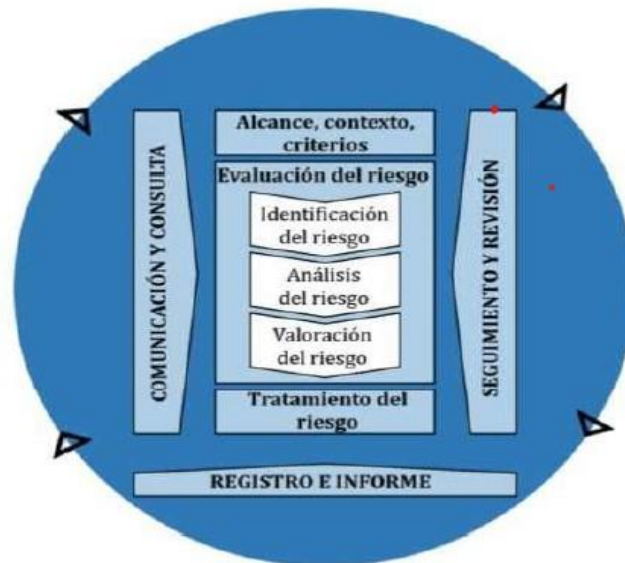 Alcance, contexto,
criterios
COMUNICACIÓN Y CONSULTA
Evaluación del riesgo
Identificación
del riesgo
Análisis
del riesgo
Valoración
del riesgo
SEGUIMIENTO Y REVISIÓN
Tratamiento del
riesgo
REGISTRO E INFORME